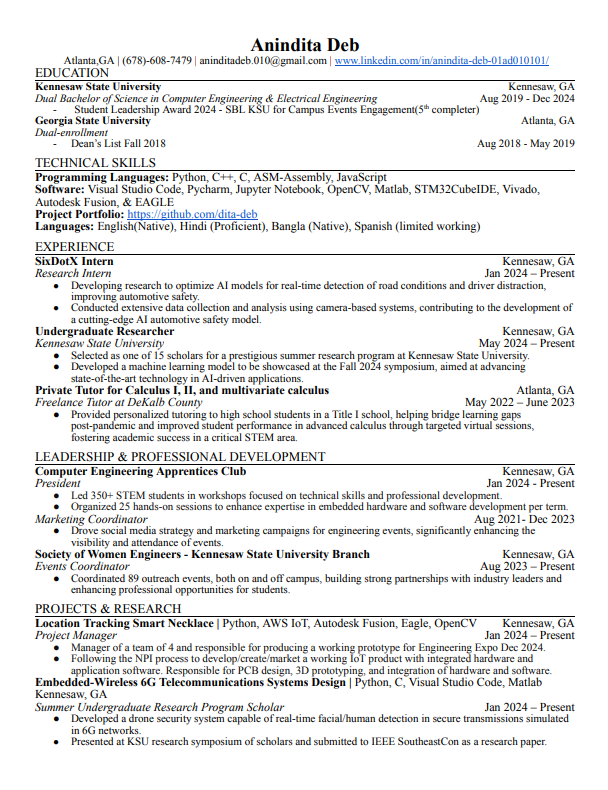 Anindita Deb
Atlanta,GA | (678)-608-7479 | aninditadeb.010@gmail.com | www.linkedin.com/in/anindita-deb-01ad010101/
EDUCATION
Kennesaw State University Kennesaw, GA
Dual Bachelor of Science in Computer Engineering & Electrical Engineering Aug 2019 - Dec 2024
- Student Leadership Award 2024 - SBL KSU for Campus Events Engagement(5th completer)
Georgia State University Atlanta, GA
Dual-enrollment
- Dean's List Fall 2018 Aug 2018 - May 2019
TECHNICAL SKILLS
Programming Languages: Python, C++, C, ASM-Assembly, JavaScript
Software: Visual Studio Code, Pycharm, Jupyter Notebook, OpenCV, Matlab, STM32CubeIDE, Vivado,
Autodesk Fusion, & EAGLE
Project Portfolio: https://github.com/dita-deb
Languages: English(Native), Hindi (Proficient), Bangla (Native), Spanish (limited working)
EXPERIENCE
SixDotX Intern Kennesaw, GA
Research Intern Jan 2024 – Present
● Developing research to optimize AI models for real-time detection of road conditions and driver distraction,
improving automotive safety.
● Conducted extensive data collection and analysis using camera-based systems, contributing to the development of
a cutting-edge AI automotive safety model.
Undergraduate Researcher Kennesaw, GA
Kennesaw State University May 2024 – Present
● Selected as one of 15 scholars for a prestigious summer research program at Kennesaw State University.
● Developed a machine learning model to be showcased at the Fall 2024 symposium, aimed at advancing
state-of-the-art technology in AI-driven applications.
Private Tutor for Calculus I, II, and multivariate calculus Atlanta, GA
Freelance Tutor at DeKalb County May 2022 – June 2023
● Provided personalized tutoring to high school students in a Title I school, helping bridge learning gaps
post-pandemic and improved student performance in advanced calculus through targeted virtual sessions,
fostering academic success in a critical STEM area.
LEADERSHIP & PROFESSIONAL DEVELOPMENT
Computer Engineering Apprentices Club Kennesaw, GA
President Jan 2024 - Present
● Led 350+ STEM students in workshops focused on technical skills and professional development.
● Organized 25 hands-on sessions to enhance expertise in embedded hardware and software development per term.
Marketing Coordinator Aug 2021- Dec 2023
● Drove social media strategy and marketing campaigns for engineering events, significantly enhancing the
visibility and attendance of events.
Society of Women Engineers - Kennesaw State University Branch Kennesaw, GA
Events Coordinator Aug 2023 – Present
● Coordinated 89 outreach events, both on and off campus, building strong partnerships with industry leaders and
enhancing professional opportunities for students.
PROJECTS & RESEARCH
Location Tracking Smart Necklace | Python, AWS IoT, Autodesk Fusion, Eagle, OpenCV Kennesaw, GA
Project Manager Jan 2024 – Present
● Manager of a team of 4 and responsible for producing a working prototype for Engineering Expo Dec 2024.
● Following the NPI process to develop/create/market a working IoT product with integrated hardware and
application software. Responsible for PCB design, 3D prototyping, and integration of hardware and software.
Embedded-Wireless 6G Telecommunications Systems Design | Python, C, Visual Studio Code, Matlab
Kennesaw, GA
Summer Undergraduate Research Program Scholar Jan 2024 – Present
● Developed a drone security system capable of real-time facial/human detection in secure transmissions simulated
in 6G networks.
● Presented at KSU research symposium of scholars and submitted to IEEE SoutheastCon as a research paper.